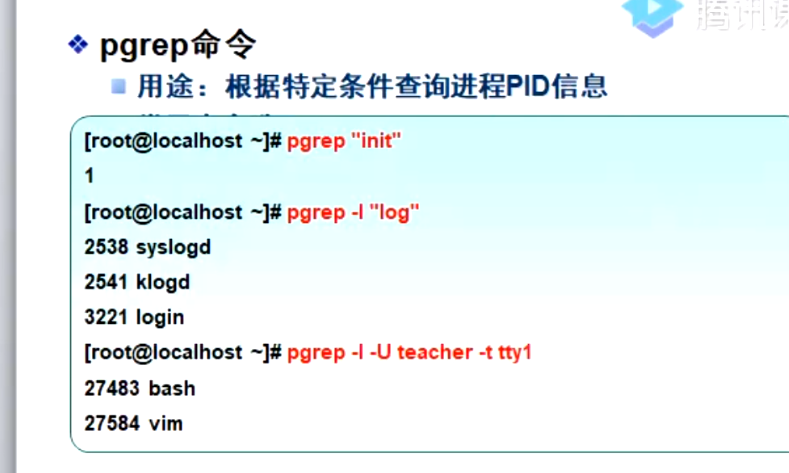 腾讯课
pgrep命令
用途：根据特定条件查询进程PID信息
[root@localhost ~]# pgrep "init"
1
[root@localhost ~]# pgrep -l "log"
2538 syslogd
2541 klogd
3221 login
[root@localhost ~]# pgrep -l -U teacher -t tty1
27483 bash
27584 vim